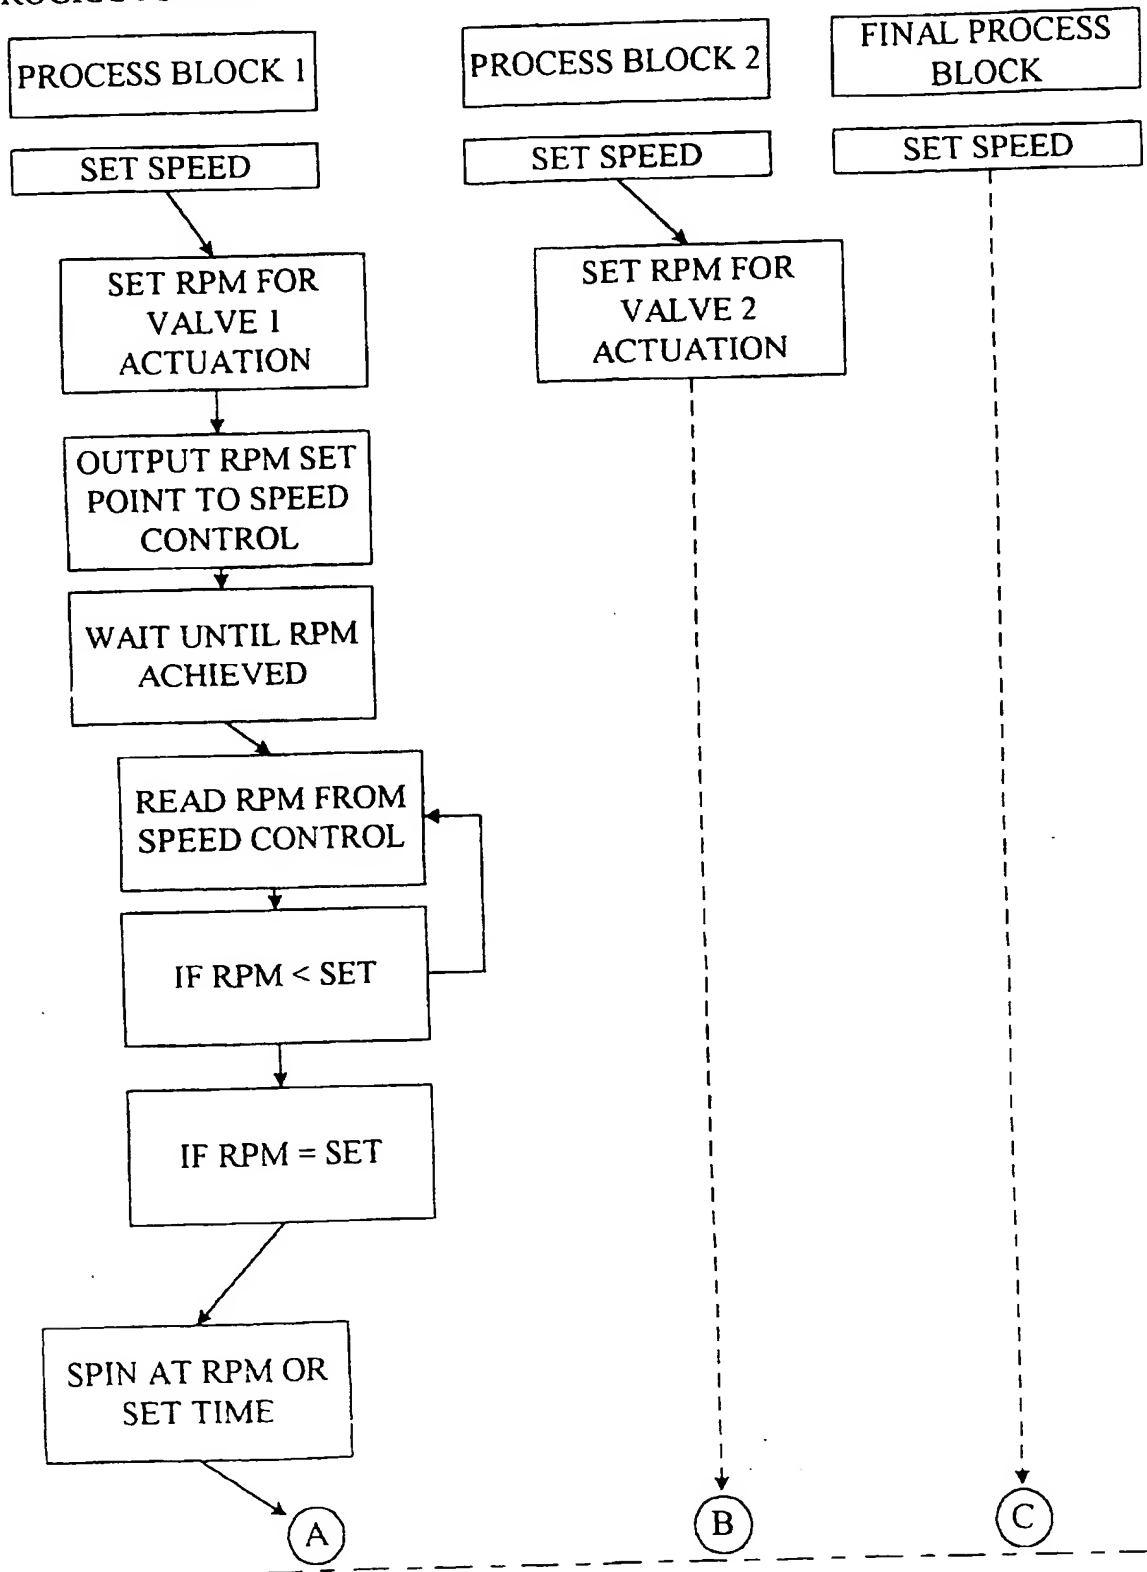 PROCESS BLOCK 1
SET SPEED
SET RPM FOR
VALVE 1
ACTUATION
OUTPUT RPM SET
POINT TO SPEED
CONTROL
WAIT UNTIL RPM
ACHIEVED
READ RPM FROM
SPEED CONTROL
IF RPM < SET
IF RPM = SET
SPIN AT RPM OR
SET TIME
A
PROCESS BLOCK 2
SET SPEED
SET RPM FOR
VALVE 2
ACTUATION
B
FINAL PROCESS
BLOCK
SET SPEED
C